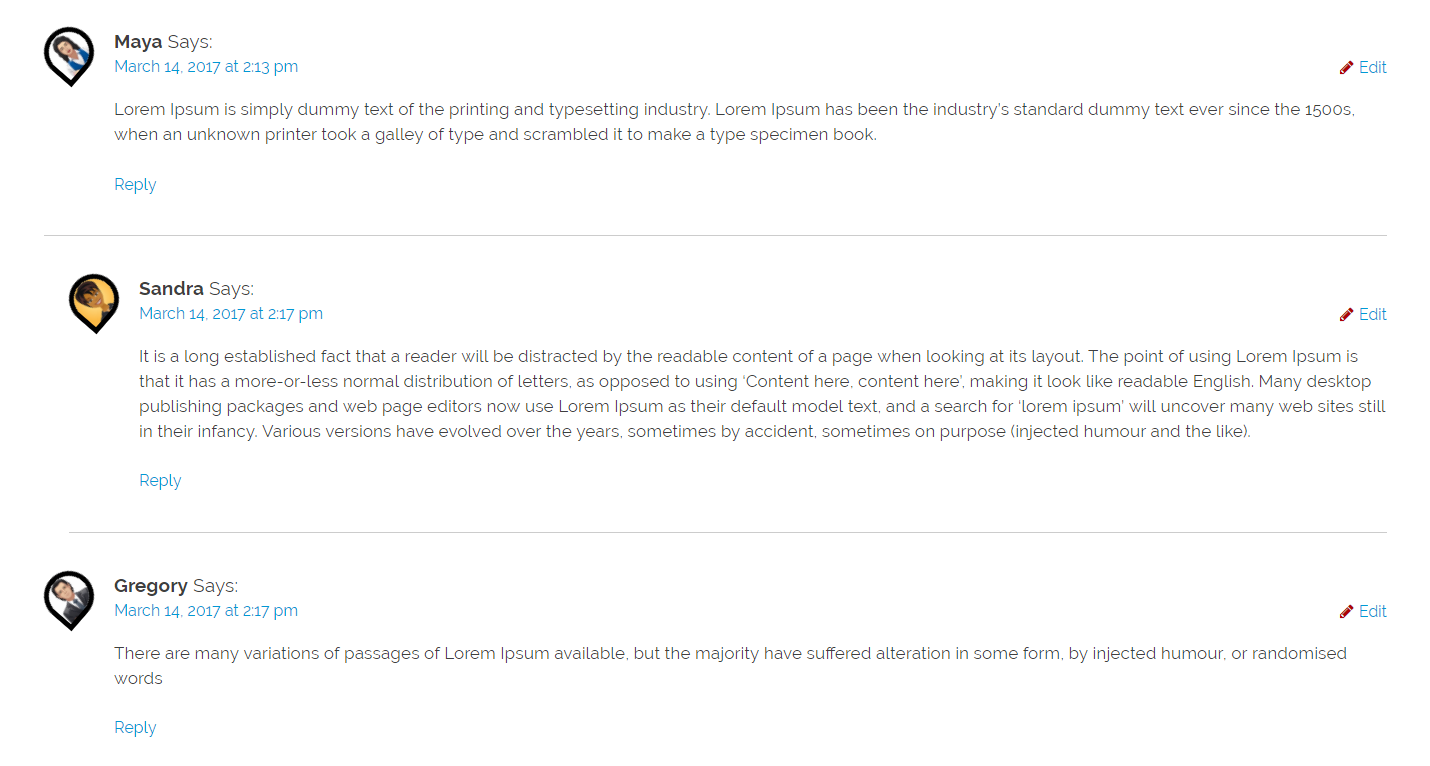 Maya Says:
March 14, 2017 at 2:13 pm
Edit
Lorem Ipsum is simply dummy text of the printing and typesetting industry. Lorem Ipsum has been the industry’s standard dummy text ever since the 1500s,
when an unknown printer took a galley of type and scrambled it to make a type specimen book.
Reply
Sandra Says:
March 14, 2017 at 2:17 pm
Edit
It is a long established fact that a reader will be distracted by the readable content of a page when looking at its layout. The point of using Lorem Ipsum is
that it has a more-or-less normal distribution of letters, as opposed to using ‘Content here, content here’, making it look like readable English. Many desktop
publishing packages and web page editors now use Lorem Ipsum as their default model text, and a search for ‘lorem ipsum’ will uncover many web sites still
in their infancy. Various versions have evolved over the years, sometimes by accident, sometimes on purpose (injected humour and the like).
Reply
Gregory Says:
March 14, 2017 at 2:17 pm
Edit
There are many variations of passages of Lorem Ipsum available, but the majority have suffered alteration in some form, by injected humour, or randomised
words
Reply